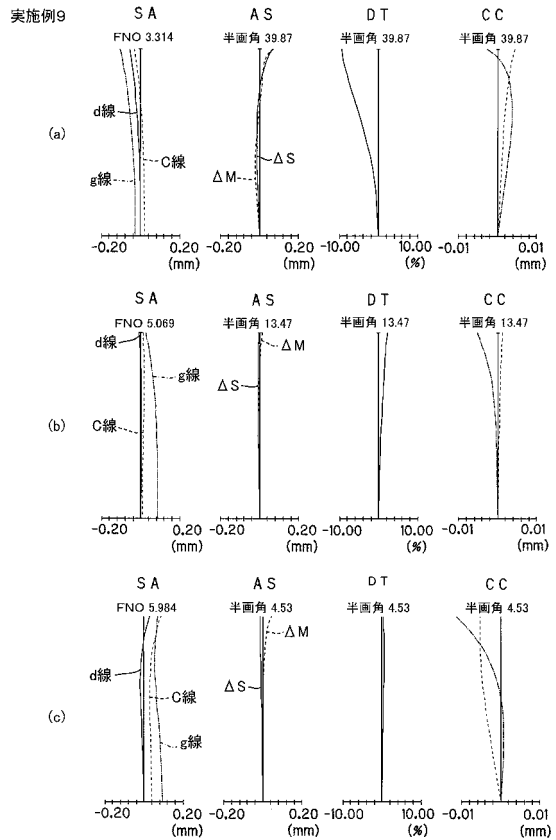 実施例9
SA AS DT CC
FNO 3.314 半画角 39.87 半画角 39.87 半画角 39.87
d線
(a)
C線 ΔS
g線 ΔM
-0.20 0.20 -0.20 0.20 -10.00 10.00 -0.01 0.01
(mm) (mm) (%) (mm)
SA AS DT CC
FNO 5.069 半画角 13.47 半画角 13.47 半画角 13.47
d線 ΔM
g線
ΔS
C線
(b)
-0.20 0.20 -0.20 0.20 -10.00 10.00 -0.01 0.01
(mm) (mm) (%) (mm)
SA AS DT CC
FNO 5.984 半画角 4.53 半画角 4.53 半画角 4.53
ΔM
d線
C線 ΔS
(c)
g線
-0.20 0.20 -0.20 0.20 -10.00 10.00 -0.01 0.01
(mm) (mm) (%) (mm)